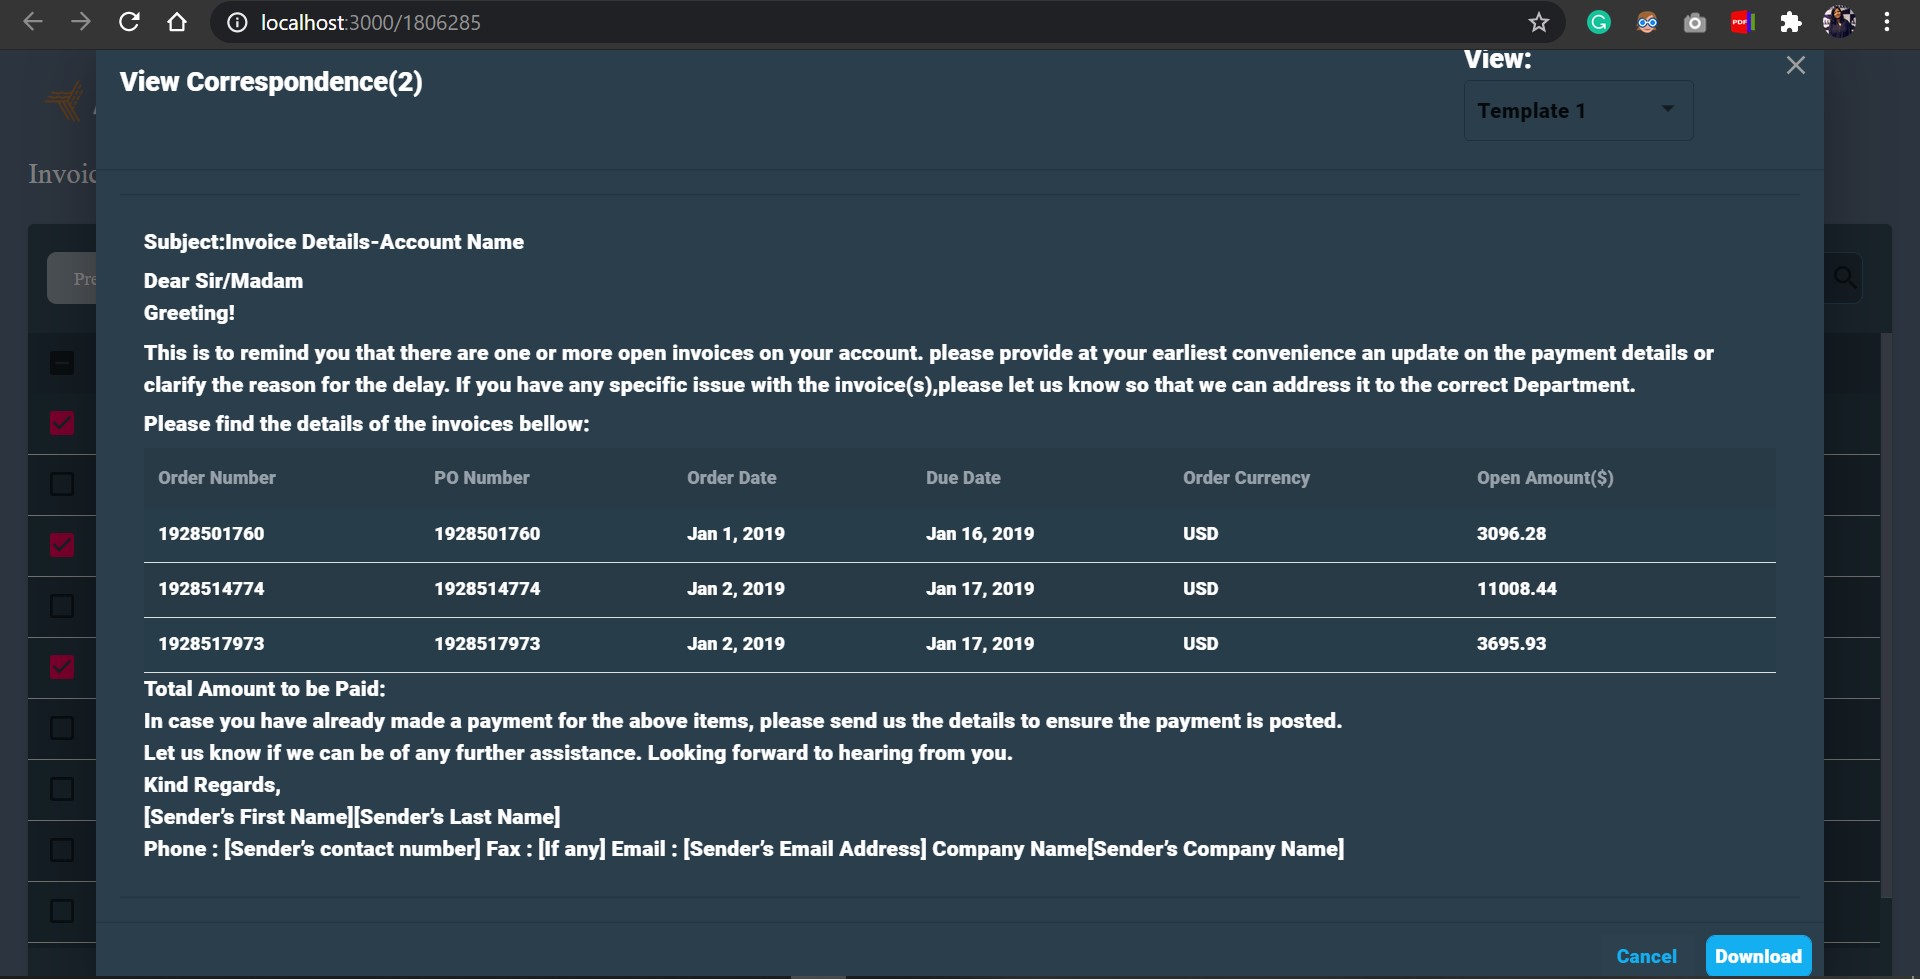 localhost:3000/1806285
View Correspondence(2)
View:
Template 1
Invoic
Pre
Subject:Invoice Details-Account Name
Dear Sir/Madam
Greeting!
This is to remind you that there are one or more open invoices on your account. please provide at your earliest convenience an update on the payment details or
clarify the reason for the delay. If you have any specific issue with the invoice(s),please let us know so that we can address it to the correct Department.
Please find the details of the invoices bellow:
Order Number PO Number Order Date Due Date Order Currency Open Amount($)
1928501760 1928501760 Jan 1, 2019 Jan 16, 2019 USD 3096.28
1928514774 1928514774 Jan 2, 2019 Jan 17, 2019 USD 11008.44
1928517973 1928517973 Jan 2, 2019 Jan 17, 2019 USD 3695.93
Total Amount to be Paid:
In case you have already made a payment for the above items, please send us the details to ensure the payment is posted.
Let us know if we can be of any further assistance. Looking forward to hearing from you.
Kind Regards,
[Sender’s First Name][Sender’s Last Name]
Phone : [Sender’s contact number] Fax : [If any] Email : [Sender’s Email Address] Company Name[Sender’s Company Name]
Cancel Download